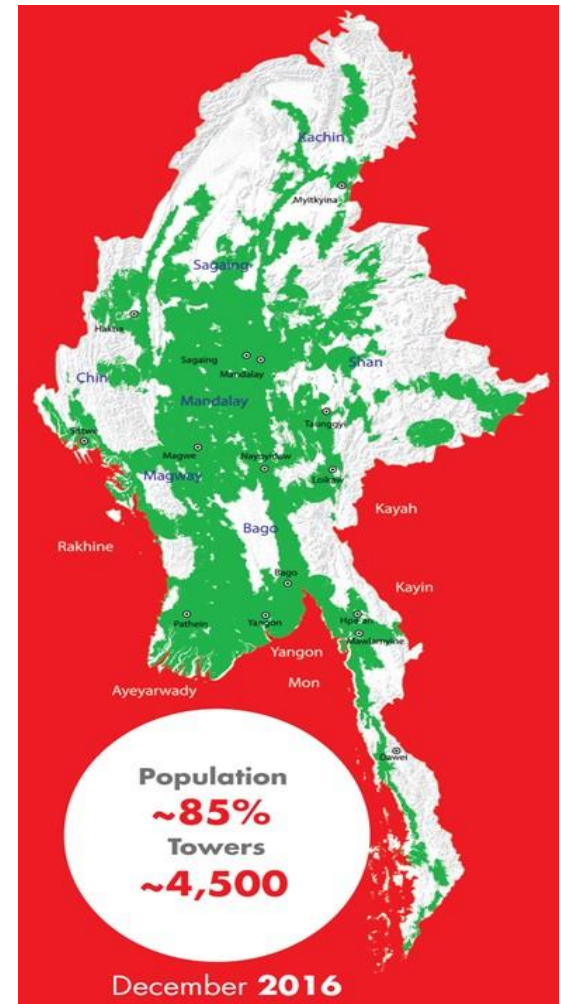 Kachin
Myitkyina
Sagaing
Hakha
Sagaing
Mandalay
Shan
Chin
Mandalay
Taunggyi
Sittwe
Magwe
Naypyidaw
Magway
Loikaw
Kayah
Bago
Rakhine
Bago
Kayin
Pathein
Yangon
Hpa-an
Mawlamyine
Yangon
Mon
Ayeyarwady
Dawei
Population
~85%
Towers
~4,500
December 2016